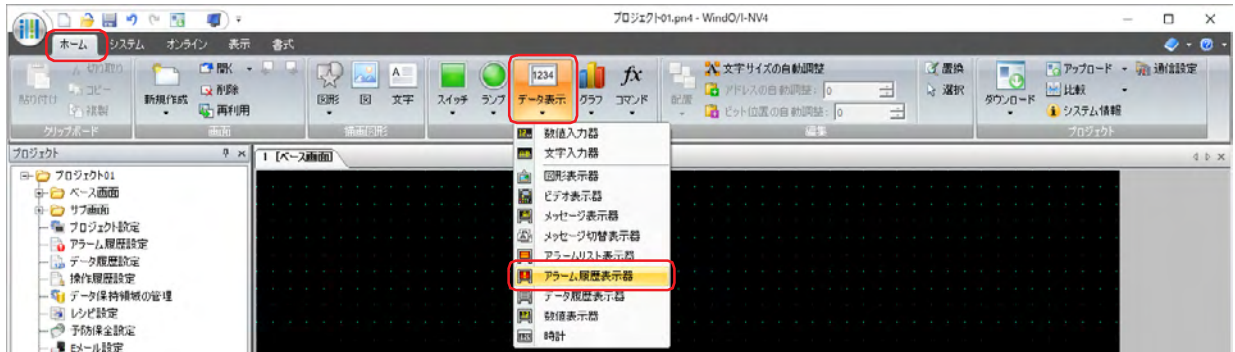 プロジェクト01.pn4 - WindO/I-NV4
ホーム システム オンライン 表示 書式
切り取り
コピー
貼り付け
複製
クリップボード
新規作成
開く
削除
再利用
画面
図形 図 文字
描画図形
スイッチ ランプ データ表示 グラフ コマンド
1234
fx
配置
文字サイズの自動調整
アドレスの自動調整: 0
ビット位置の自動調整: 0
置換
選択
編集
ダウンロード
アップロード
比較
システム情報
通信設定
プロジェクト
プロジェクト
1 [ベース画面]
プロジェクト01
ベース画面
サブ画面
プロジェクト設定
アラーム履歴設定
データ履歴設定
操作履歴設定
データ保持領域の管理
レシピ設定
予防保全設定
Eメール設定
数値入力器
文字入力器
図形表示器
ビデオ表示器
メッセージ表示器
メッセージ切替表示器
アラームリスト表示器
アラーム履歴表示器
データ履歴表示器
数値表示器
時計